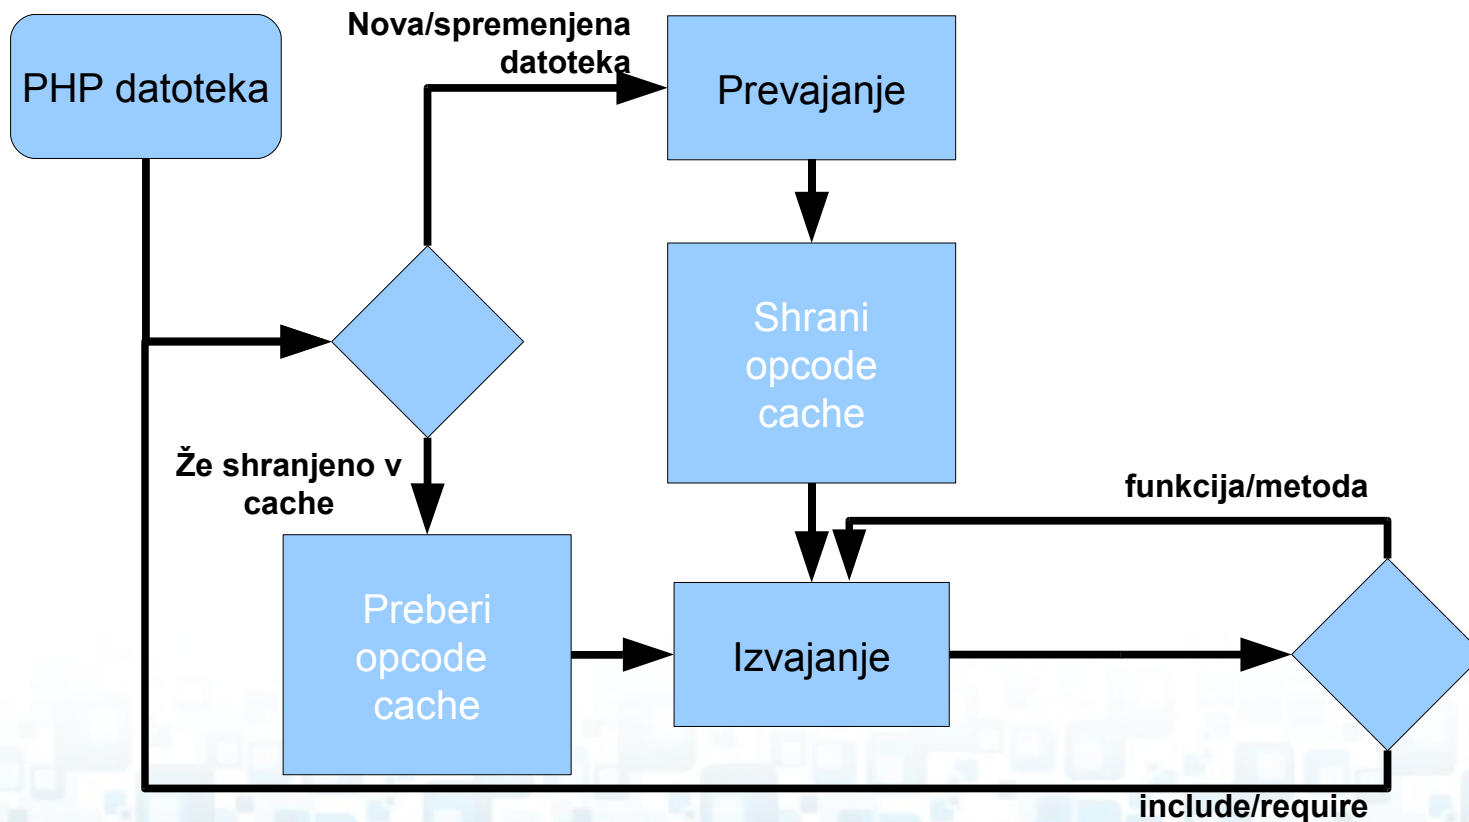 PHP datoteka
Nova/spremenjena
datoteka
Prevajanje
Shrani
opcode
cache
Že shranjeno v
cache
Preberi
opcode
cache
Izvajanje
funkcija/metoda
include/require